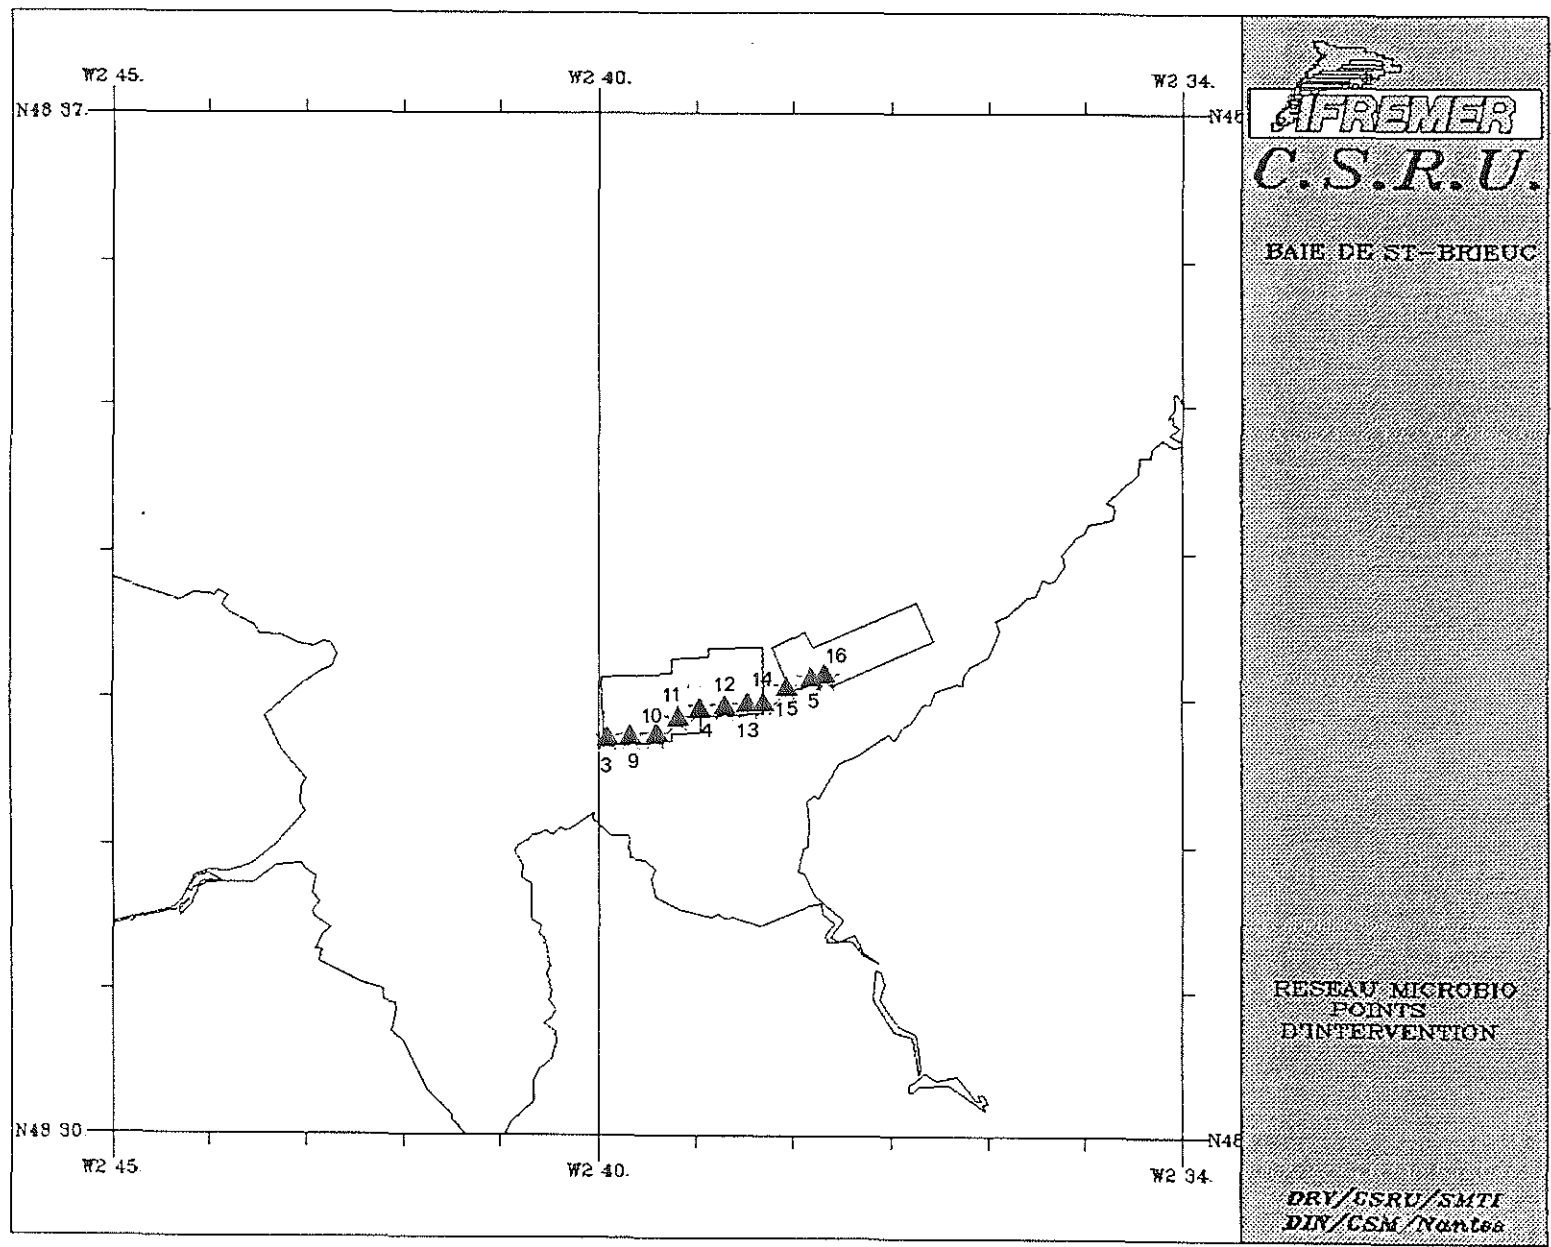 W2 45.
W2 40.
W2 34.
N48 37.
N48
IFREMER
C.S.R.U.
BAIE DE ST-BRIEUC
16
11
12
14
10
4
13
15
5
3
9
RESEAU MICROBIO
POINTS
D'INTERVENTION
N48 30.
N48
W2 45.
W2 40.
W2 34.
DRV/CSRU/SMTI
DIN/CSM/Nantes